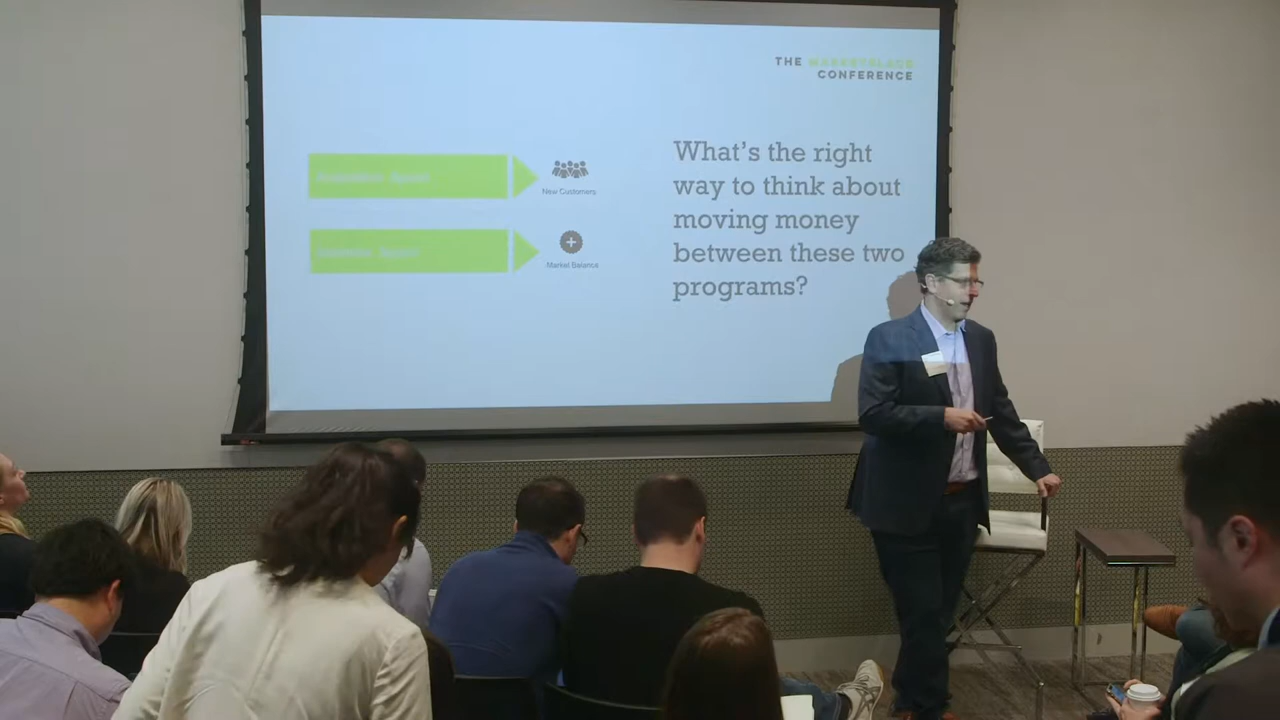 THE MARKETPLACE
CONFERENCE
New Customers
Market Balance
What's the right
way to think about
moving money
between these two
programs?